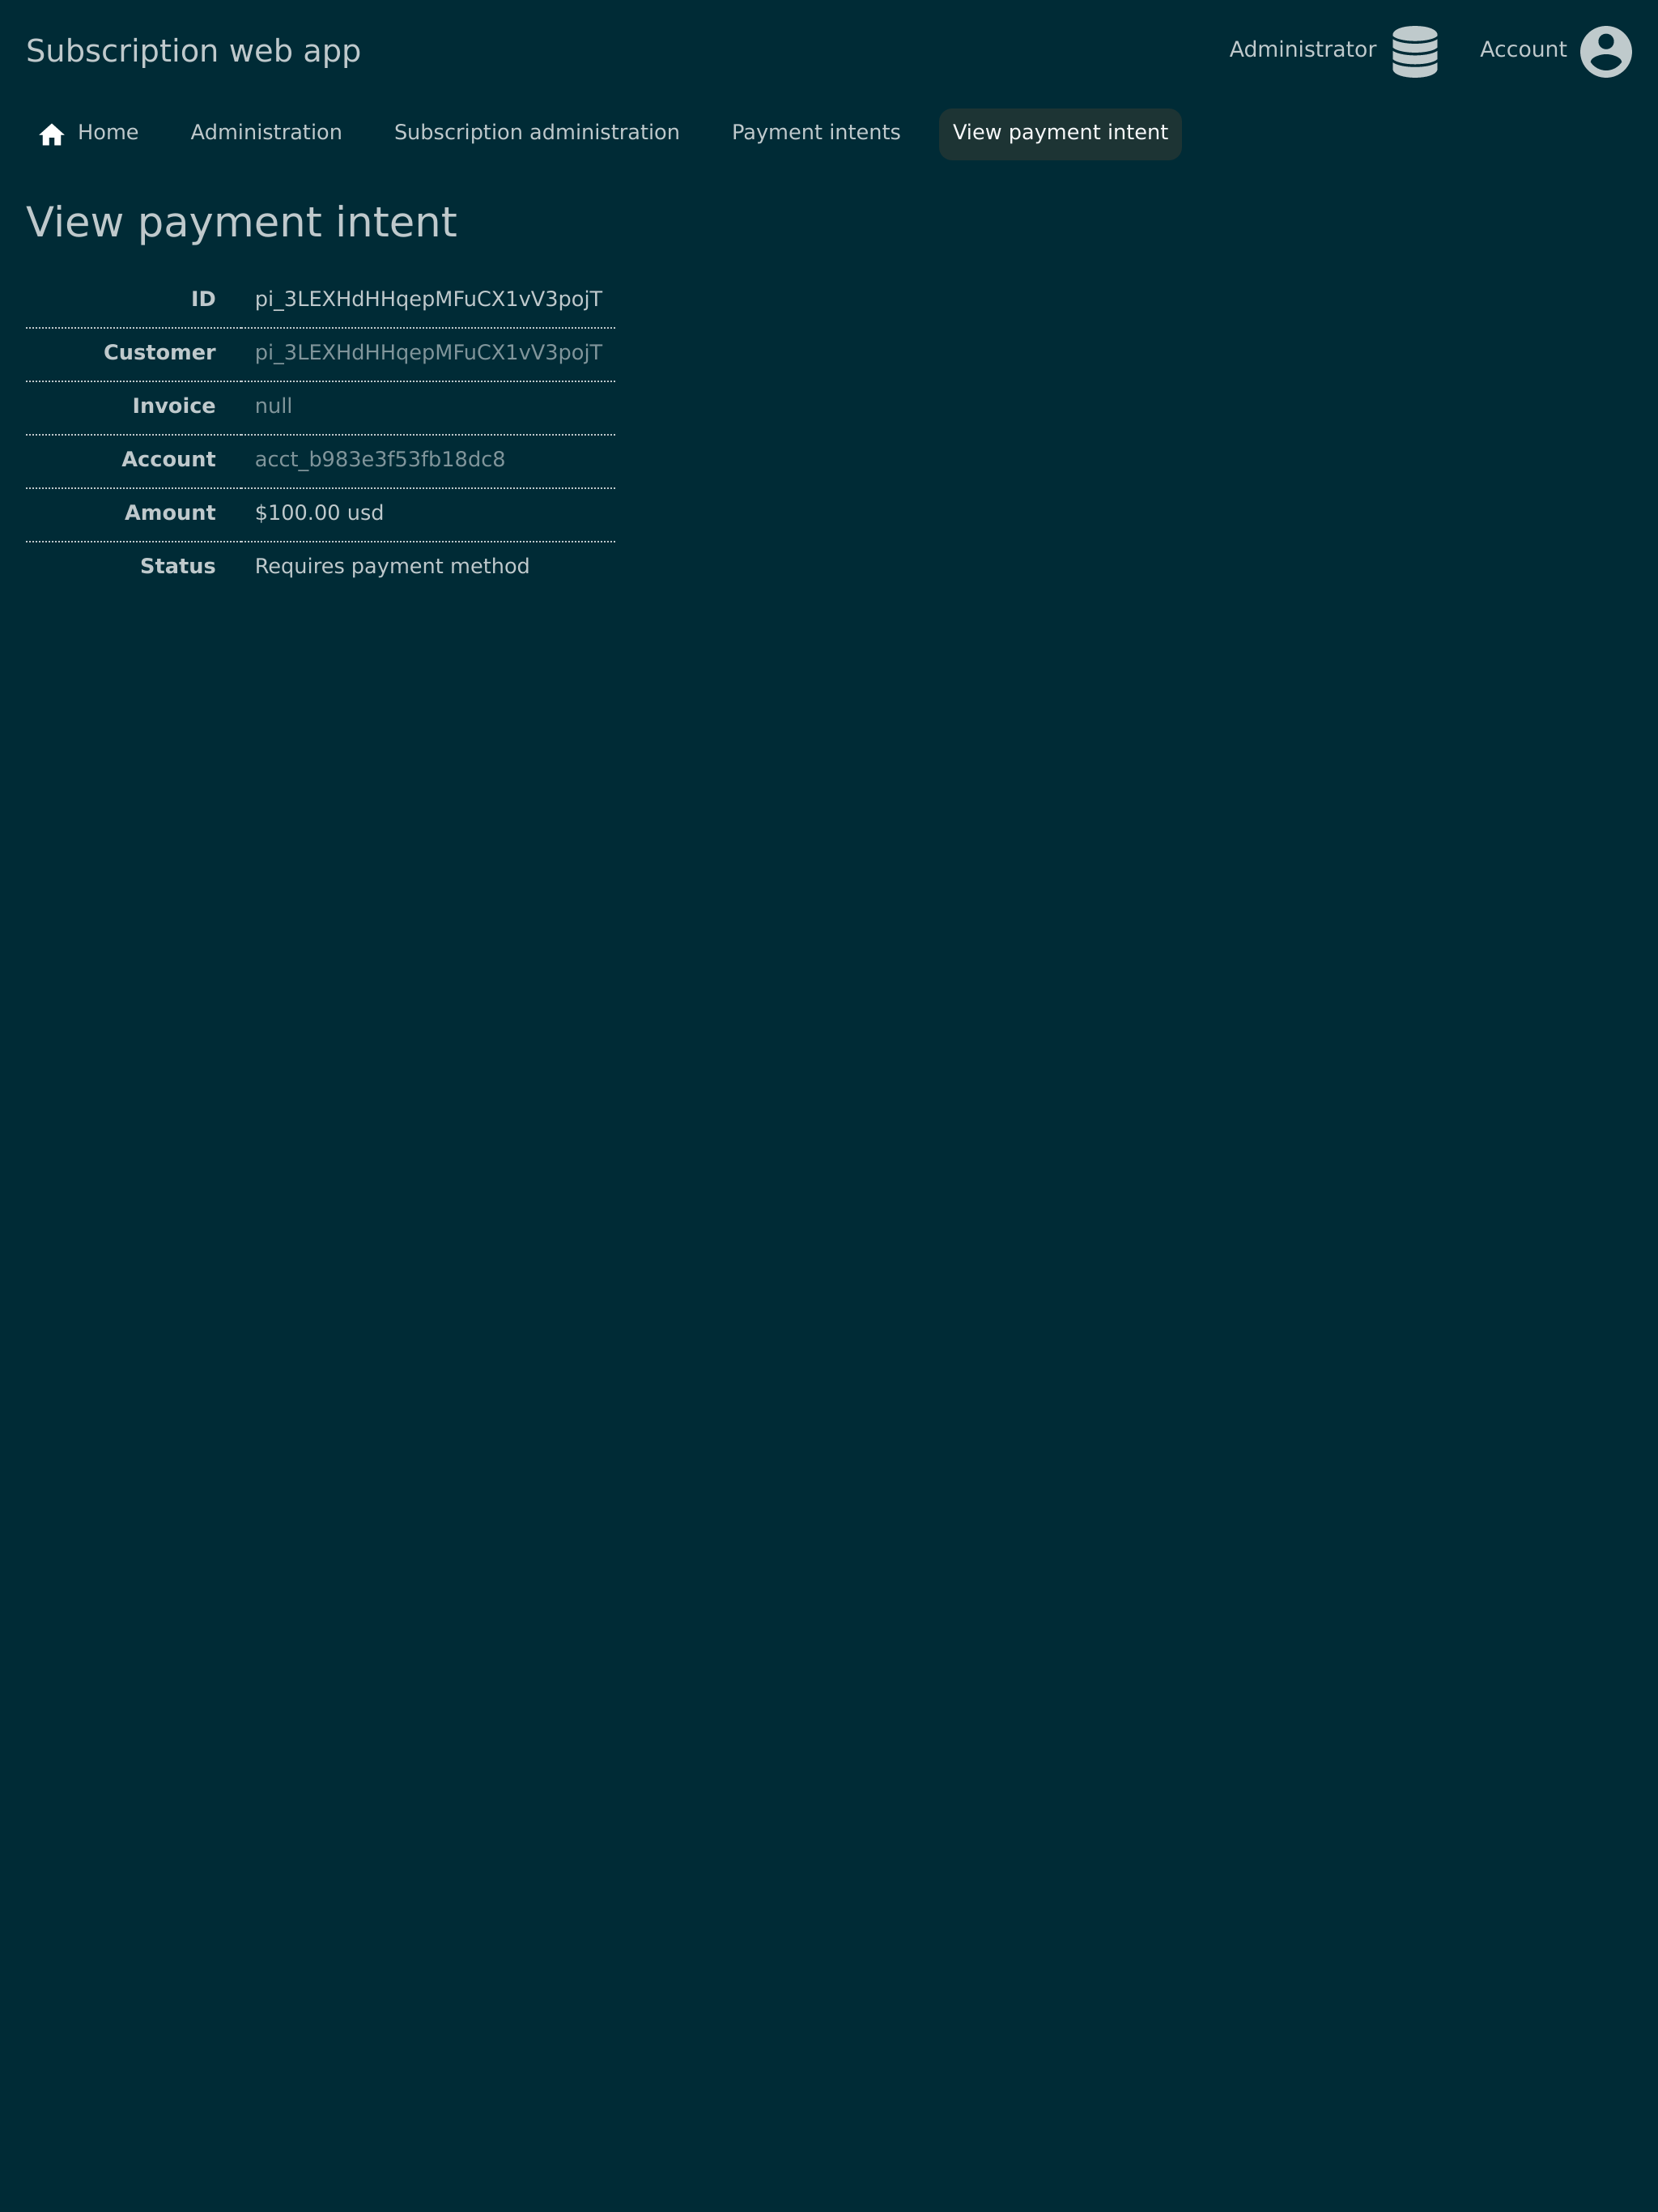 Subscription web app Administrator Account
Home Administration Subscription administration Payment intents View payment intent
View payment intent
ID pi_3LEXHdHHqepMFuCX1vV3pojT
Customer pi_3LEXHdHHqepMFuCX1vV3pojT
Invoice null
Account acct_b983e3f53fb18dc8
Amount $100.00 usd
Status Requires payment method